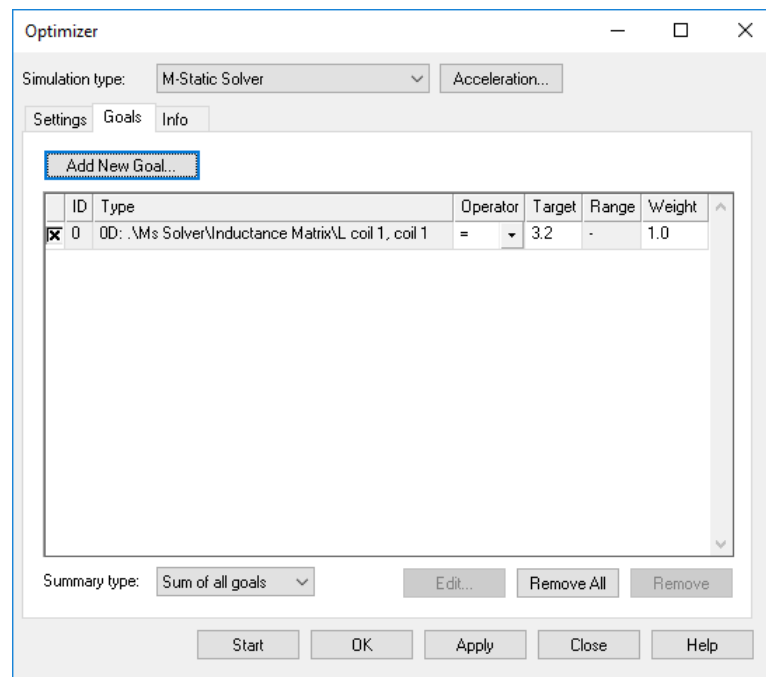 Optimizer
Simulation type: M-Static Solver Acceleration...
Settings Goals Info
Add New Goal...
ID Type Operator Target Range Weight
0 0D: .\Ms Solver\Inductance Matrix\L coil 1, coil 1 = 3.2 - 1.0
Summary type: Sum of all goals Edit... Remove All Remove
Start OK Apply Close Help